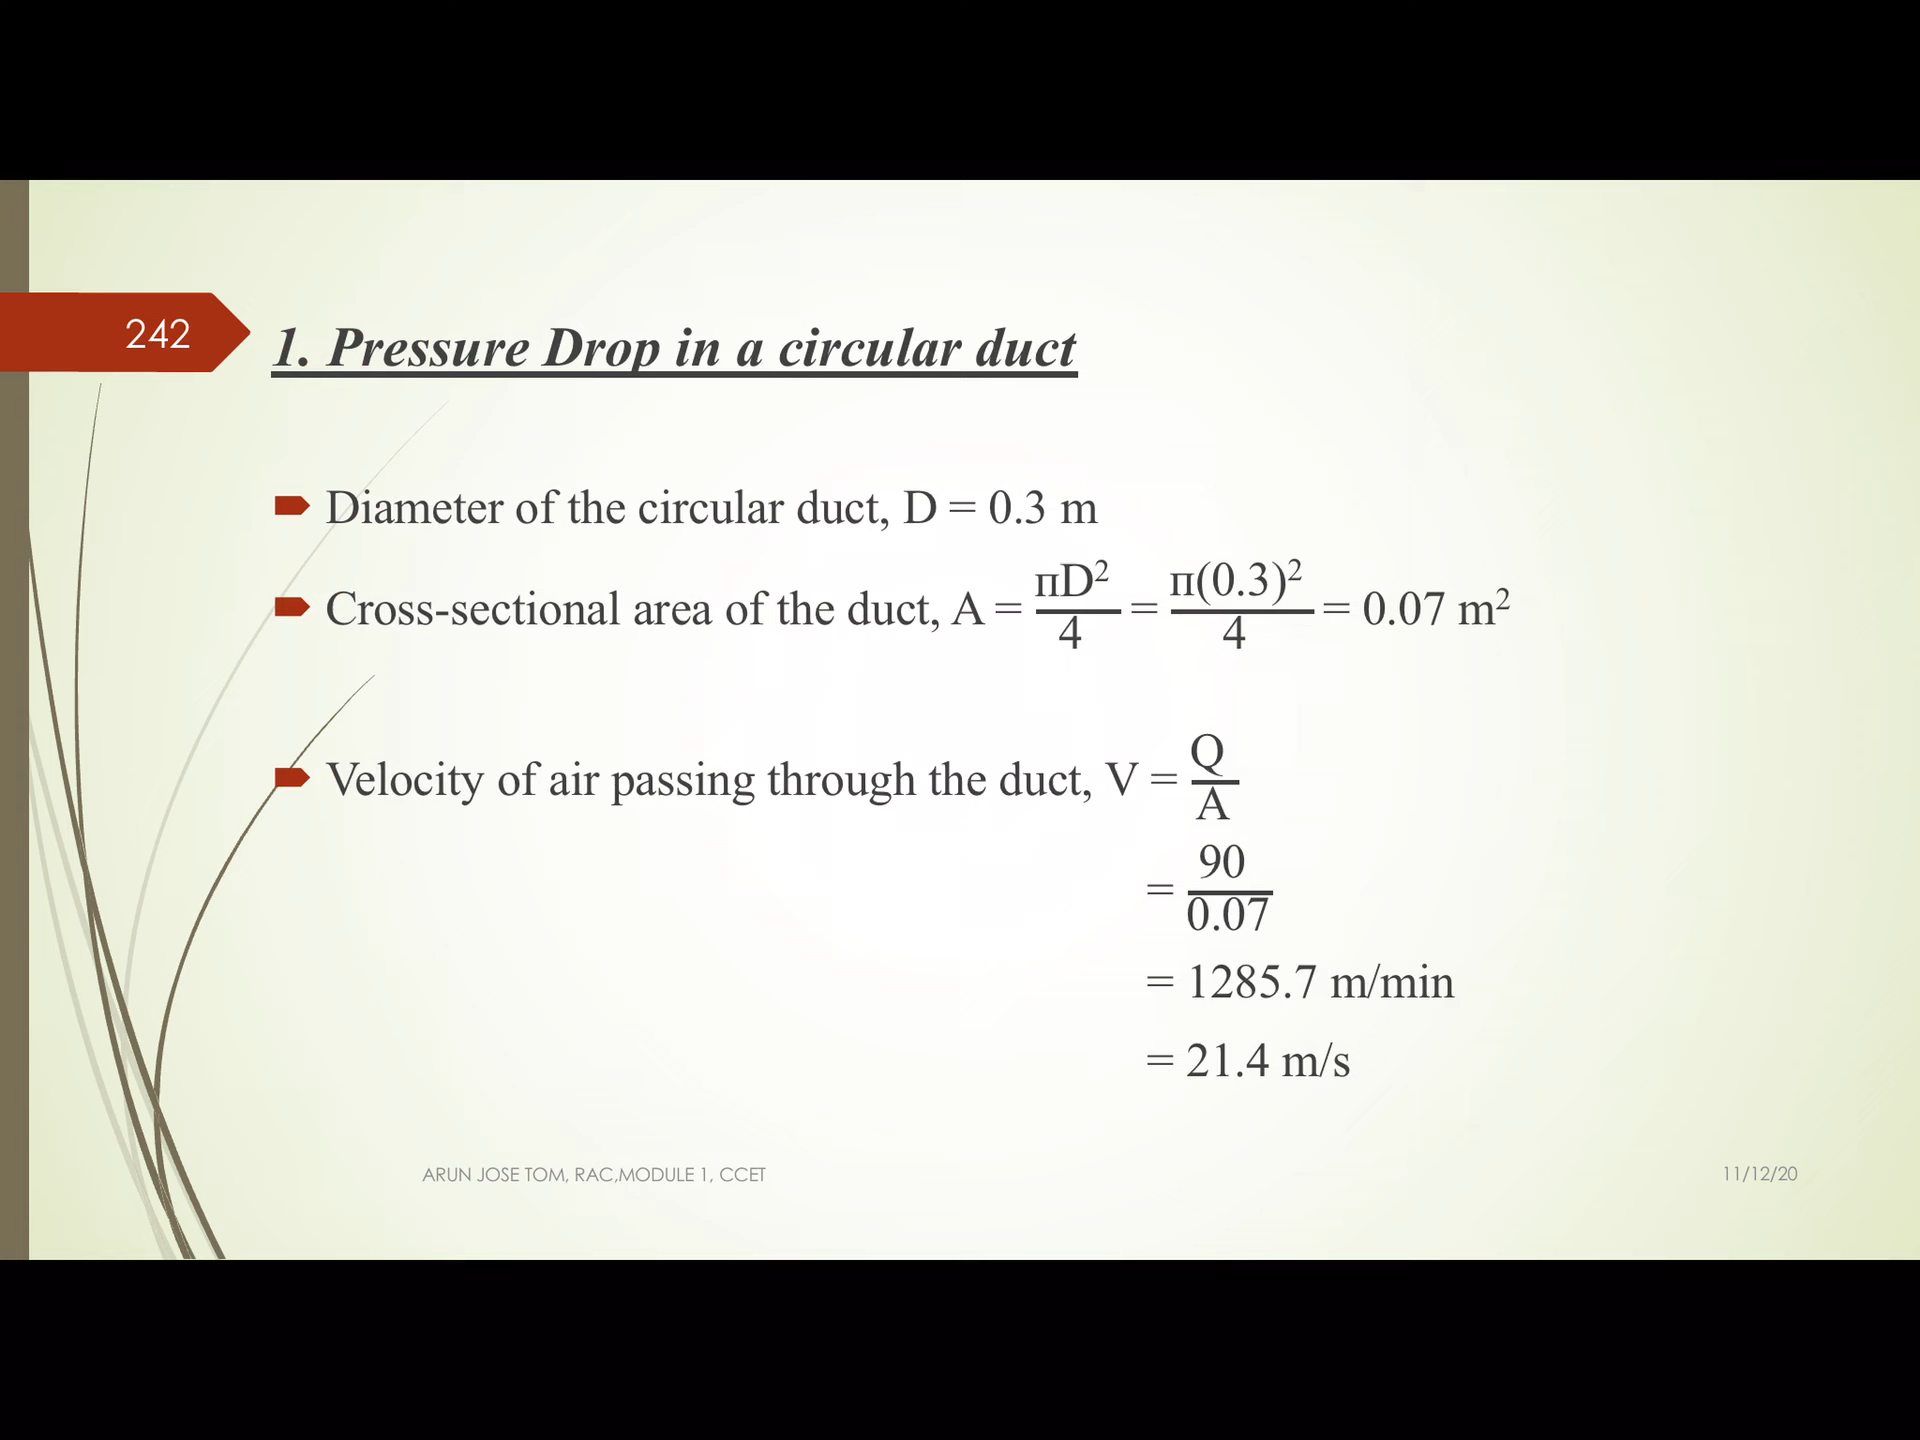 242
1. Pressure Drop in a circular duct
Diameter of the circular duct, D = 0.3 m
Cross-sectional area of the duct, A = пD²/4 = п(0.3)²/4 = 0.07 m²
Velocity of air passing through the duct, V = Q/A
= 90/0.07
= 1285.7 m/min
= 21.4 m/s
ARUN JOSE TOM, RAC,MODULE 1, CCET
11/12/20